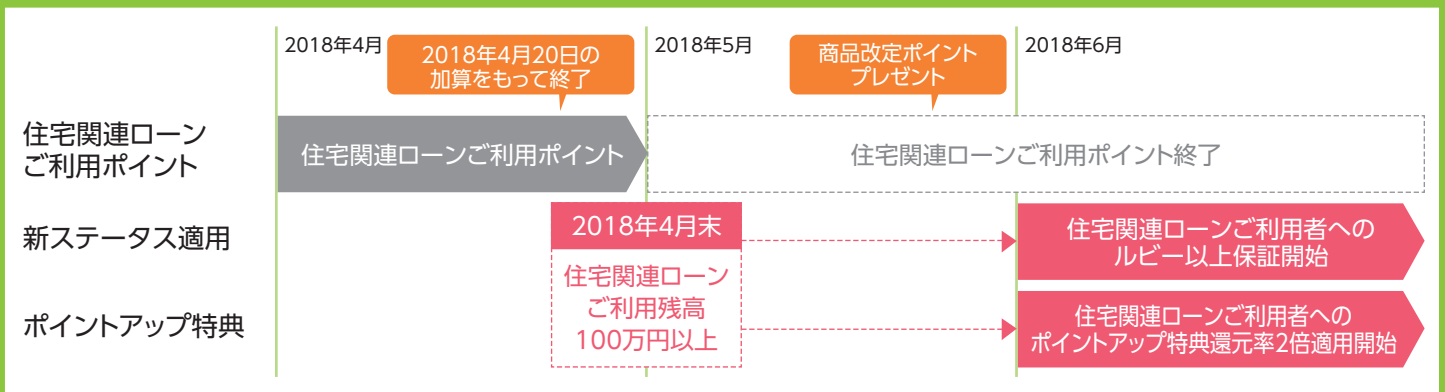 2018年4月
2018年4月20日の
加算をもって終了
2018年5月
商品改定ポイント
プレゼント
2018年6月
住宅関連ローン
ご利用ポイント
住宅関連ローンご利用ポイント
住宅関連ローンご利用ポイント終了
新ステータス適用
2018年4月末
住宅関連ローン
ご利用残高
100万円以上
住宅関連ローンご利用者への
ルビー以上保証開始
ポイントアップ特典
住宅関連ローンご利用者への
ポイントアップ特典還元率2倍適用開始